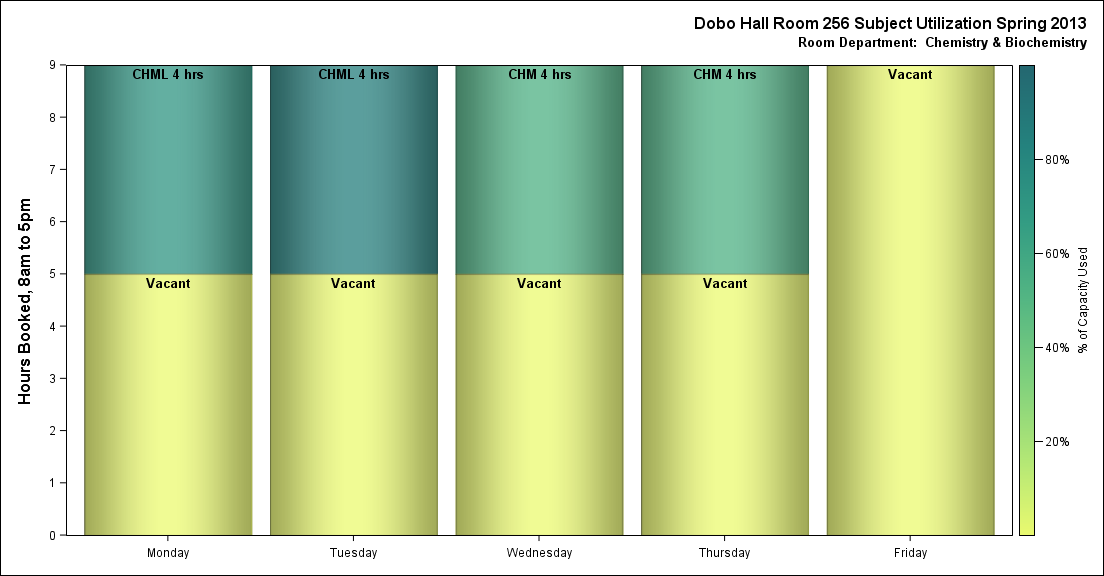 Dobo Hall Room 256 Subject Utilization Spring 2013
Room Department:  Chemistry & Biochemistry
Hours Booked, 8am to 5pm
9
8
7
6
5
4
3
2
1
0
CHML 4 hrs
CHML 4 hrs
CHM 4 hrs
CHM 4 hrs
Vacant
Vacant
Vacant
Vacant
Vacant
Monday
Tuesday
Wednesday
Thursday
Friday
80%
60%
40%
20%
% of Capacity Used